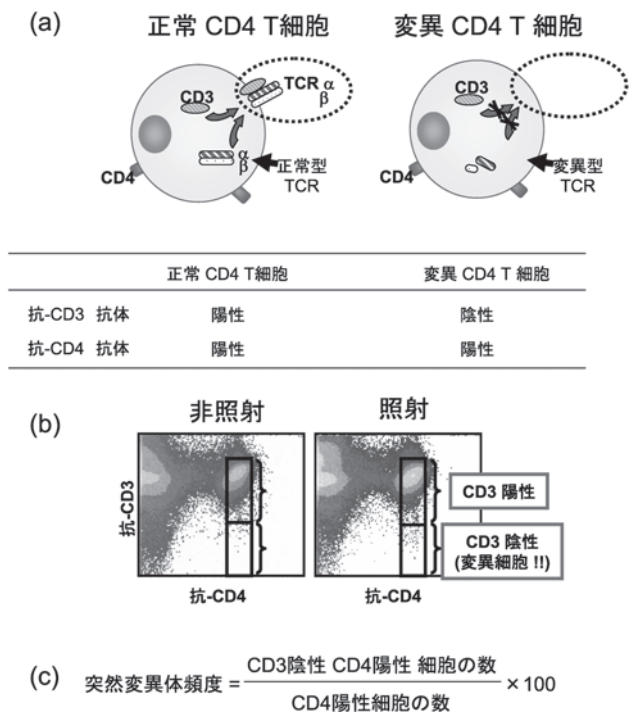 (a) 正常 CD4 T細胞 変異 CD4 T 細胞
CD3 TCR α
β
CD3
α
β
正常型
TCR
変異型
TCR
CD4
CD4
正常 CD4 T細胞 変異 CD4 T 細胞
抗-CD3 抗体 陽性 陰性
抗-CD4 抗体 陽性 陽性
(b) 非照射 照射
抗-CD3
CD3 陽性
CD3 陰性
(変異細胞 !!)
抗-CD4 抗-CD4
(c) 突然変異体頻度 = CD3陰性 CD4陽性 細胞の数 × 100
CD4陽性細胞の数